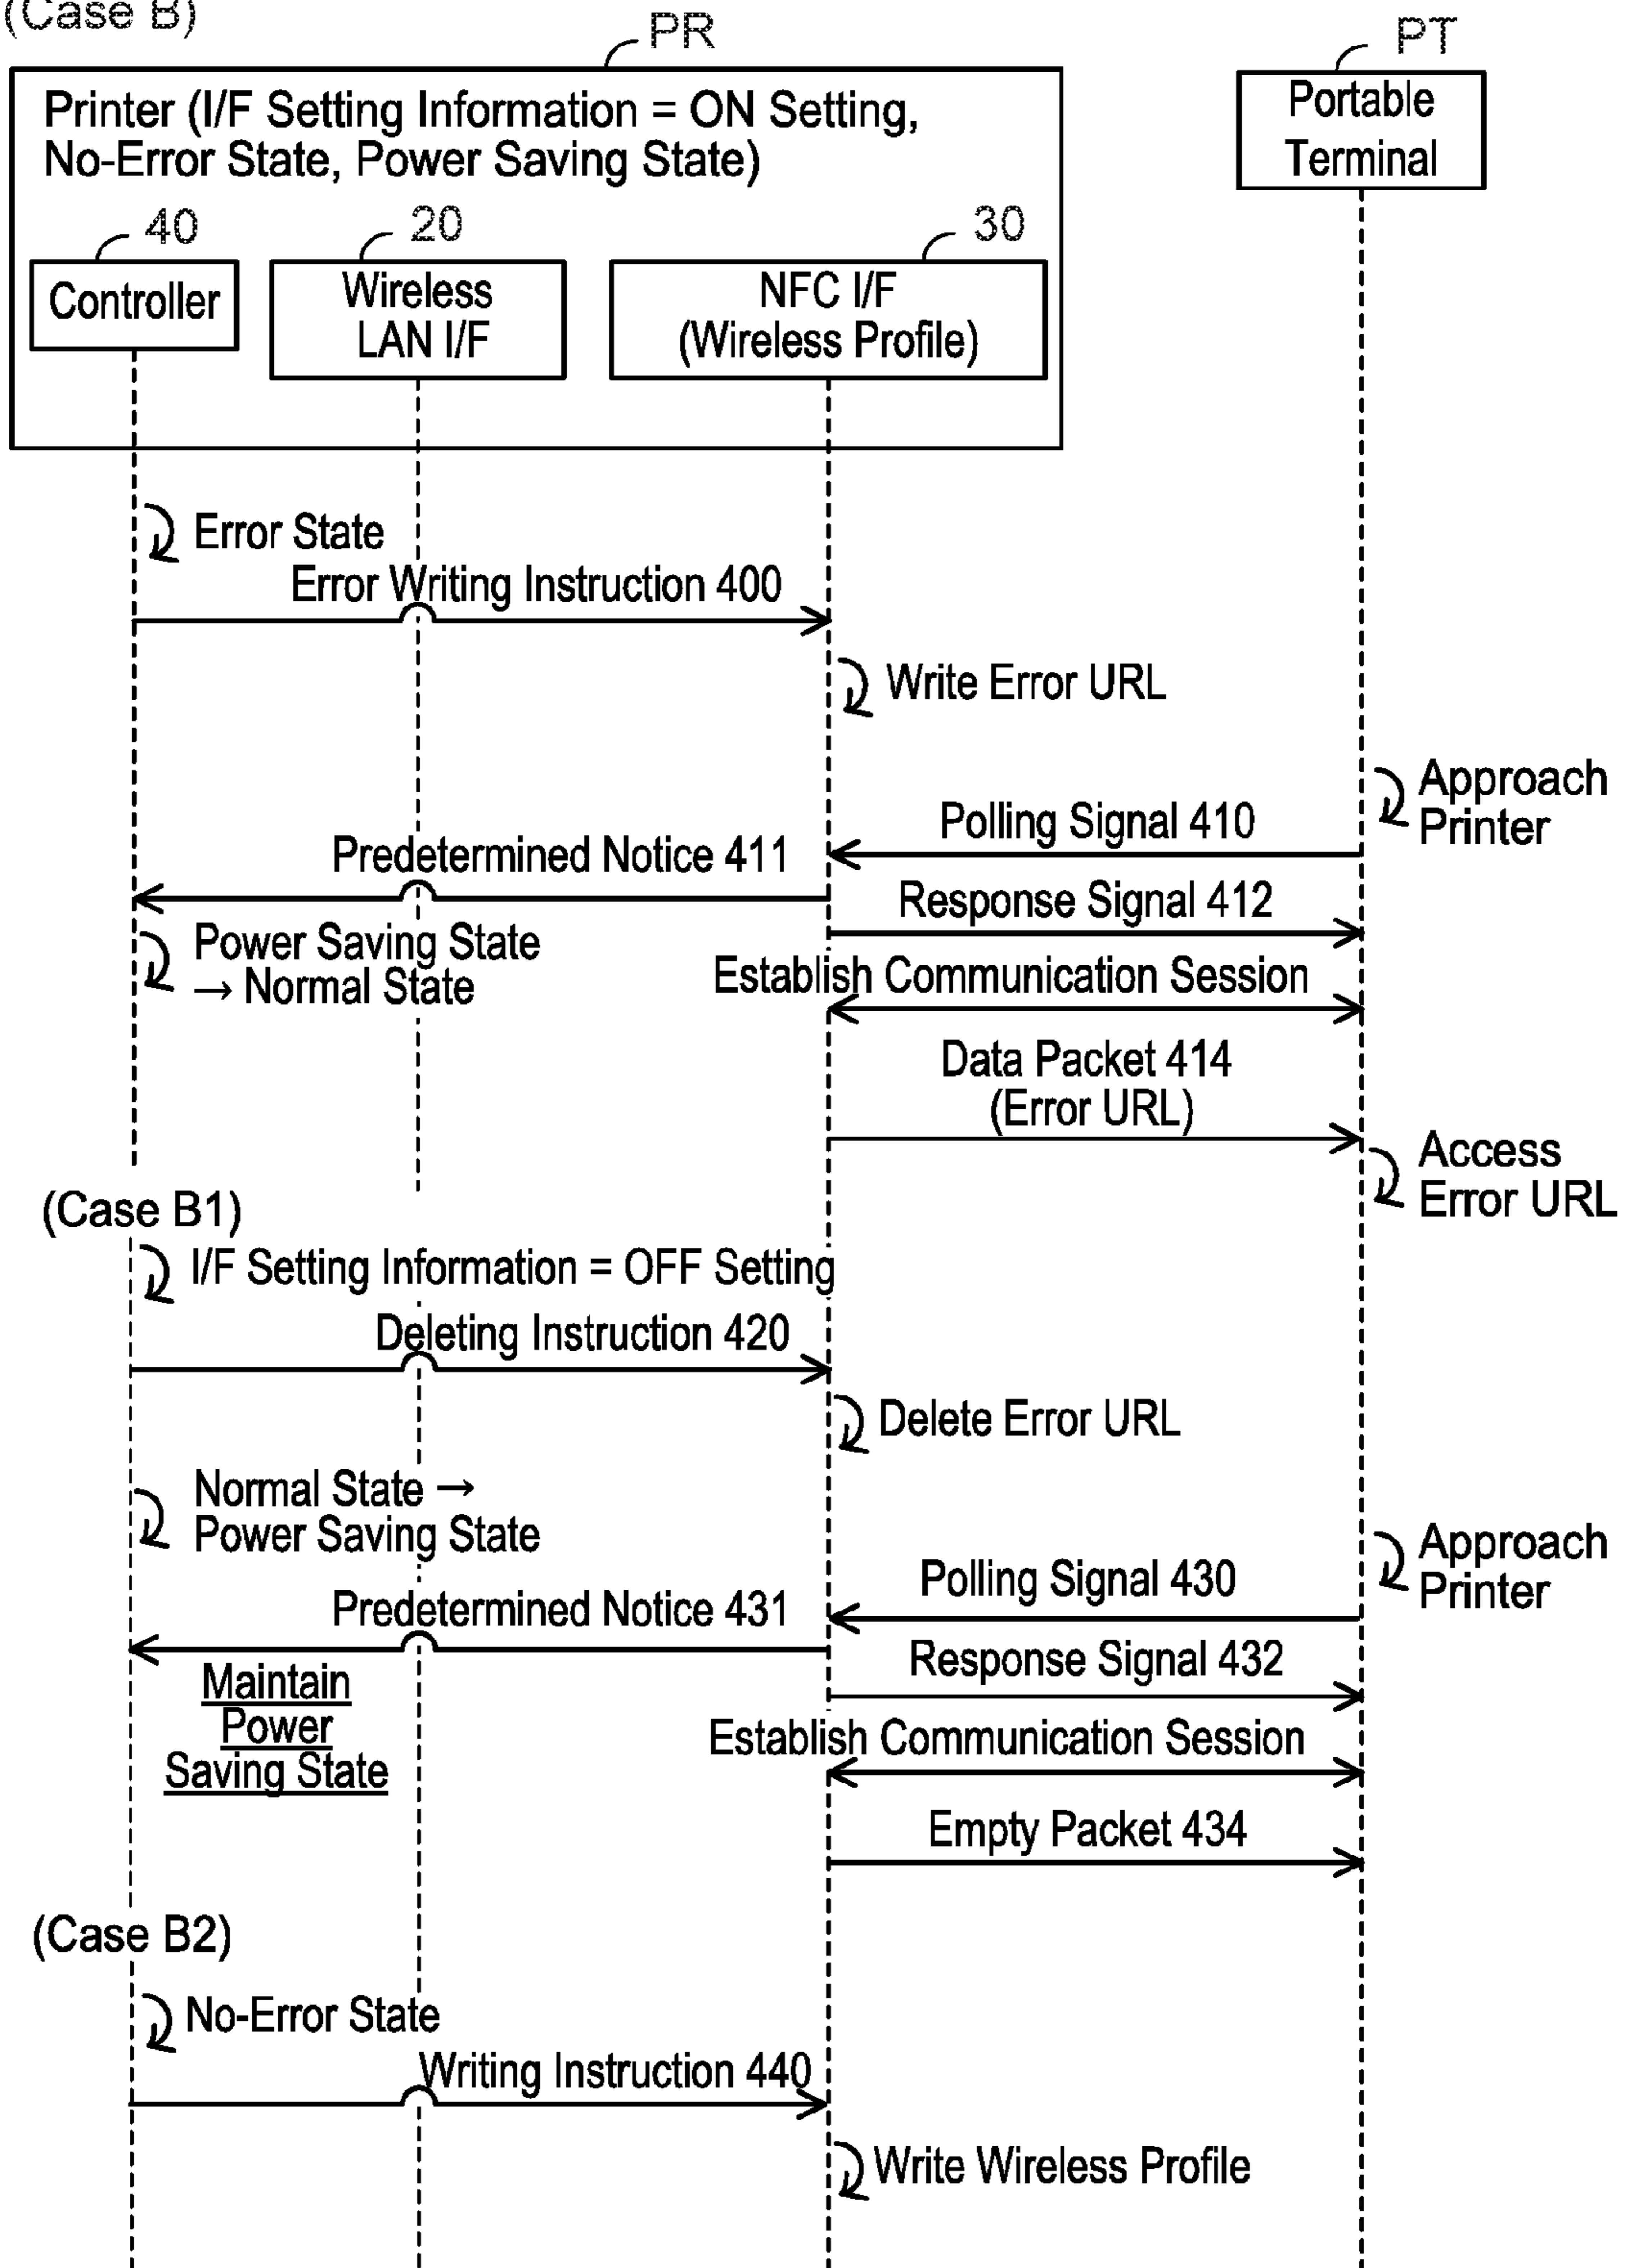 (Case B)
PR
PT
Printer (I/F Setting Information = ON Setting,
No-Error State, Power Saving State)
Portable
Terminal
40
20
30
Controller
Wireless
LAN I/F
NFC I/F
(Wireless Profile)
Error State
Error Writing Instruction 400
Write Error URL
Approach
Printer
Polling Signal 410
Predetermined Notice 411
Response Signal 412
Power Saving State
→ Normal State
Establish Communication Session
Data Packet 414
(Error URL)
Access
Error URL
(Case B1)
I/F Setting Information = OFF Setting
Deleting Instruction 420
Delete Error URL
Normal State →
Power Saving State
Approach
Printer
Polling Signal 430
Predetermined Notice 431
Response Signal 432
Maintain
Power
Saving State
Establish Communication Session
Empty Packet 434
(Case B2)
No-Error State
Writing Instruction 440
Write Wireless Profile